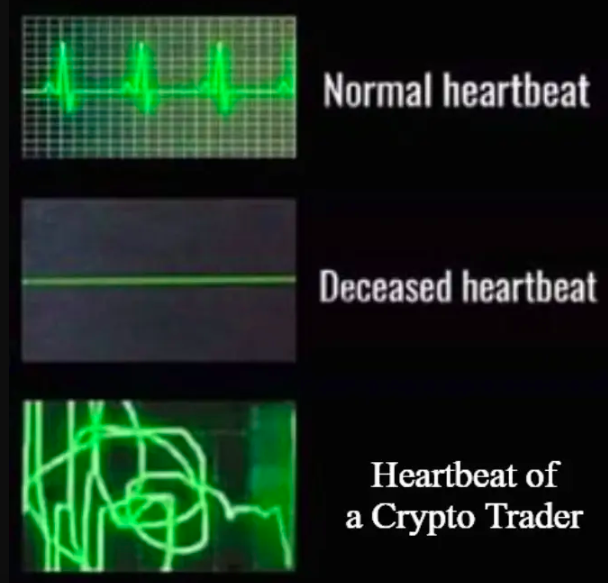 Normal heartbeat
Deceased heartbeat
Heartbeat of
a Crypto Trader